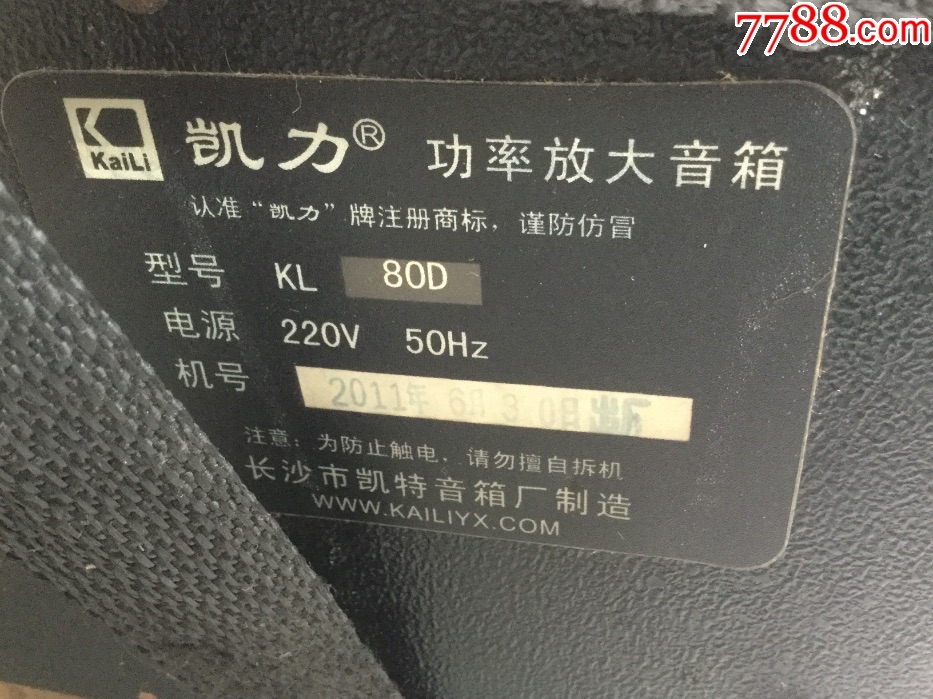 7788.com
KaiLi 凯力® 功率放大音箱
认准“凯力”牌注册商标，谨防仿冒
型号 KL 80D
电源 220V 50Hz
机号 2011年 6月 3 0日出厂
注意：为防止触电，请勿擅自拆机
长沙市凯特音箱厂制造
WWW.KAILIYX.COM